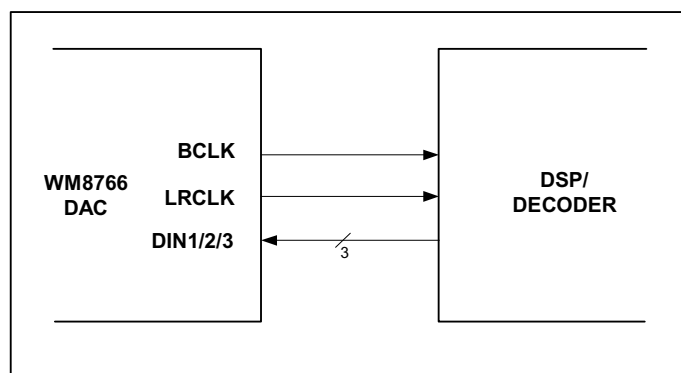 BCLK
WM8766
DAC
LRCLK
DIN1/2/3
3
DSP/
DECODER